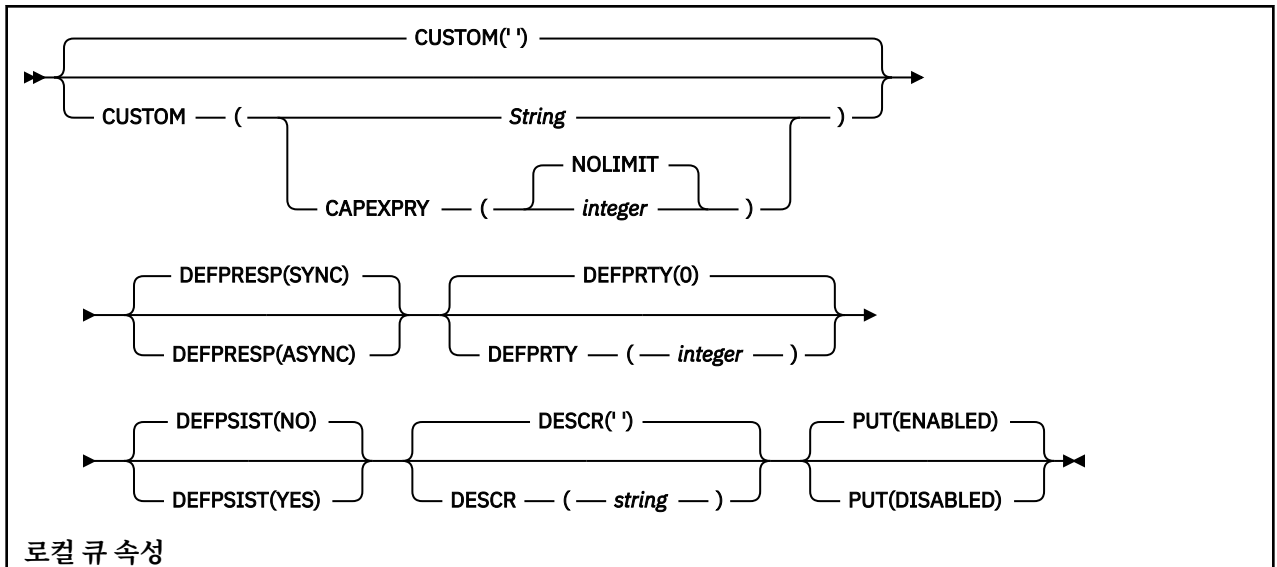 CUSTOM(' ')
CUSTOM ( String )
NOLIMIT
CAPEXPRY ( integer )
DEFPRESP(SYNC) DEFPRTY(0)
DEFPRESP(ASYNC) DEFPRTY ( integer )
DEFPSIST(NO) DESCR(' ') PUT(ENABLED)
DEFPSIST(YES) DESCR ( string ) PUT(DISABLED)
로컬 큐 속성